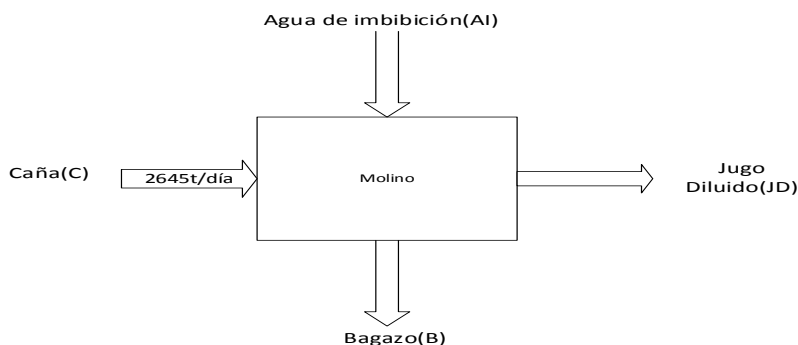 Agua de imbibición(AI)
Caña(C)
2645t/día
Molino
Jugo
Diluido(JD)
Bagazo(B)